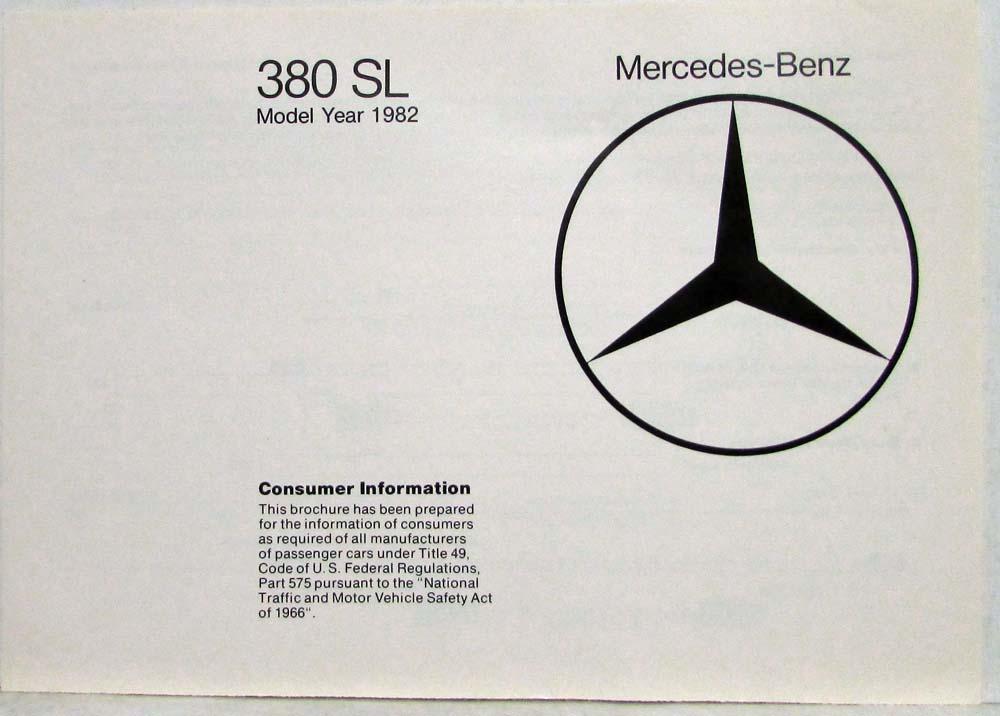 380 SL
Model Year 1982
Mercedes-Benz
Consumer Information
This brochure has been prepared
for the information of consumers
as required of all manufacturers
of passenger cars under Title 49,
Code of U. S. Federal Regulations,
Part 575 pursuant to the "National
Traffic and Motor Vehicle Safety Act
of 1966".